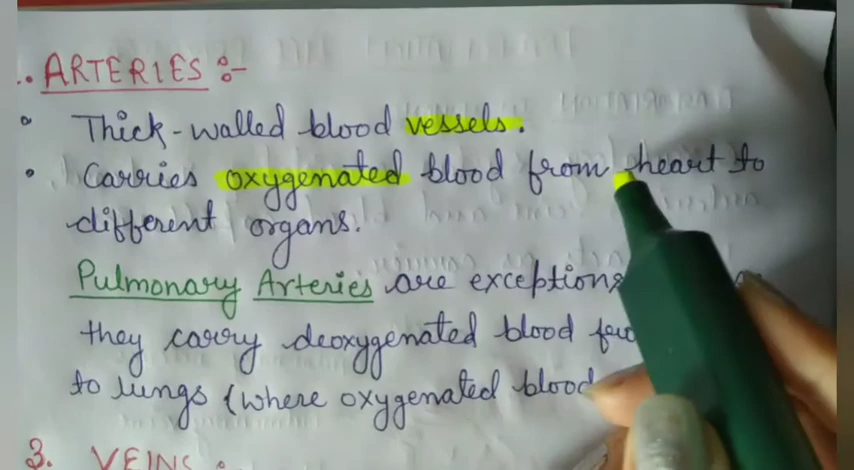 ARTERIES :-
Thick-walled blood vessels.
Carries oxygenated blood from heart to
different organs.
Pulmonary Arteries are exceptions
they carry deoxygenated blood
to lungs (where oxygenated blood
3. VEINS :